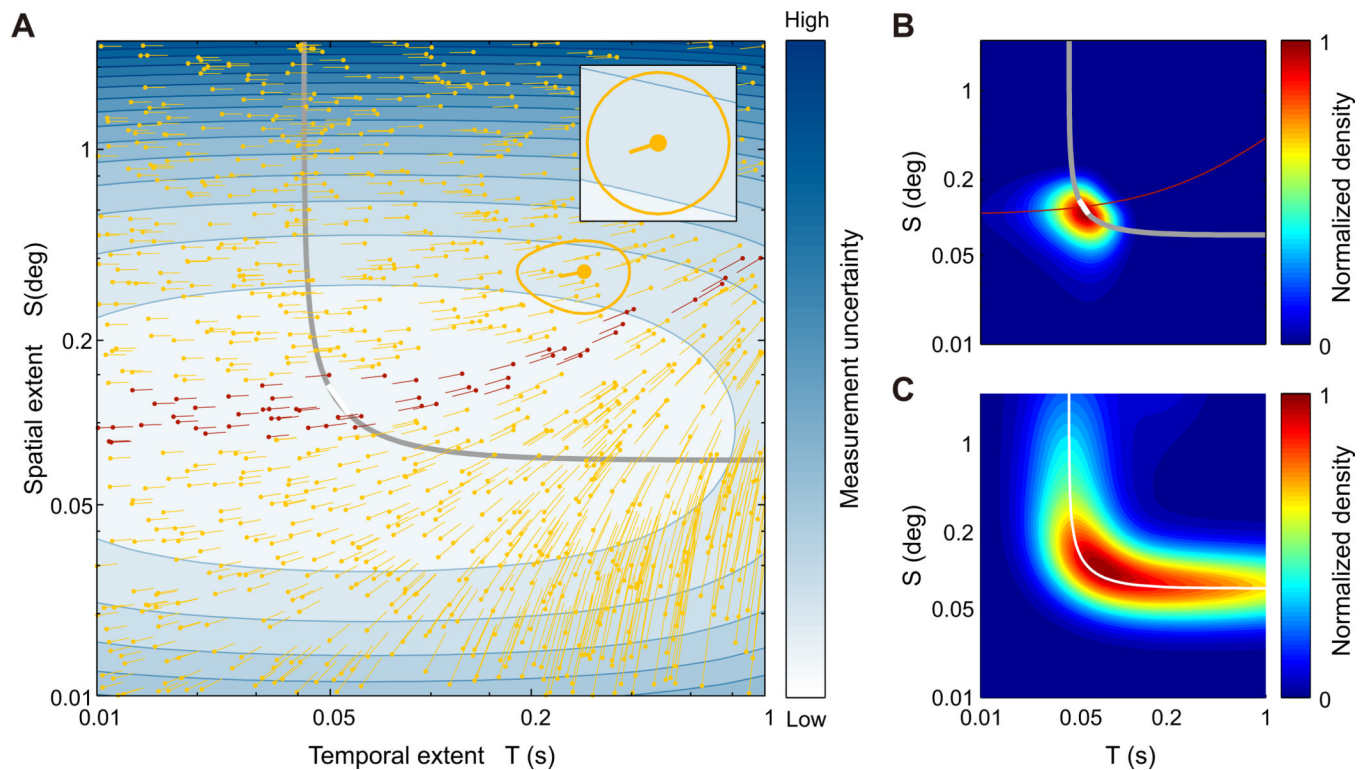 A
High
B
Spatial extent S(deg)
1
0.2
0.05
0.01
0.01
0.05
0.2
1
Temporal extent T (s)
Measurement uncertainty
Low
S (deg)
1
0.2
0.05
0.01
1
Normalized density
0
C
S (deg)
1
0.2
0.05
0.01
0.01
0.05
0.2
1
T (s)
1
Normalized density
0